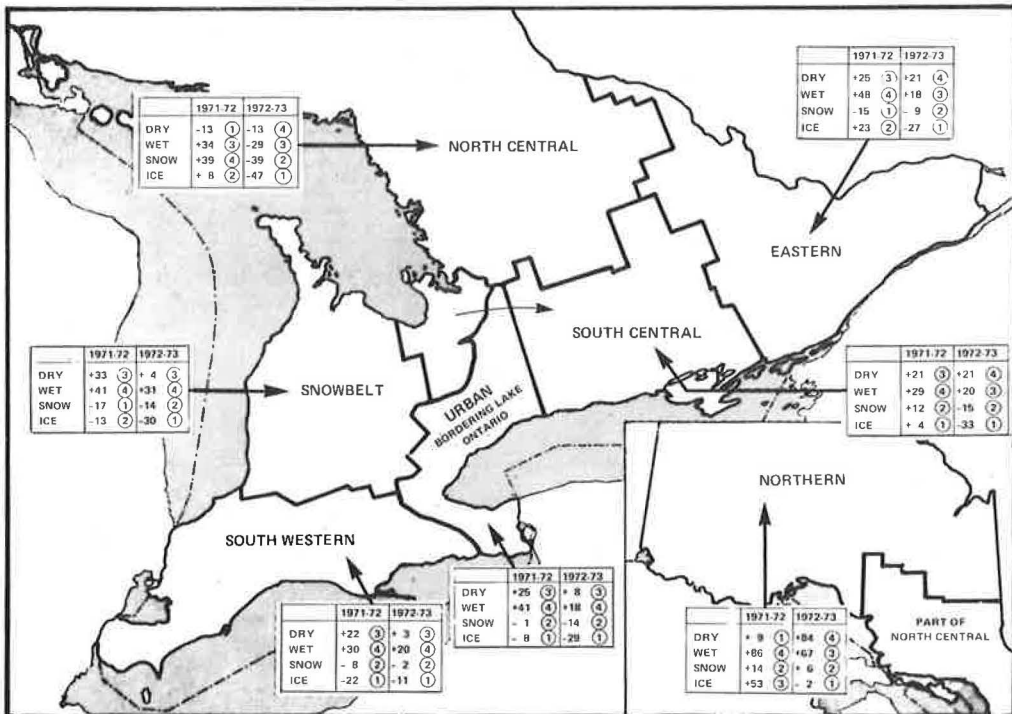 1971-72 1972-73
DRY +25 ③ +21 ④
WET +48 ④ +18 ③
SNOW -15 ① - 9 ②
ICE +23 ② -27 ①
1971-72 1972-73
DRY -13 ① -13 ④
WET +34 ③ -29 ③
SNOW +39 ④ -39 ②
ICE + 8 ② -47 ①
NORTH CENTRAL
EASTERN
SOUTH CENTRAL
1971-72 1972-73
DRY +33 ③ + 4 ③
WET +41 ④ +31 ④
SNOW -17 ① -14 ②
ICE -13 ② -30 ①
SNOWBELT
URBAN
BORDERING LAKE
ONTARIO
1971-72 1972-73
DRY +21 ③ +21 ④
WET +29 ④ +20 ③
SNOW +12 ② -15 ②
ICE + 4 ① -33 ①
NORTHERN
SOUTH WESTERN
1971-72 1972-73
DRY +25 ③ + 8 ③
WET +41 ④ +18 ④
SNOW - 1 ② -14 ②
ICE - 8 ① -29 ①
1971-72 1972-73
DRY +22 ③ + 3 ③
WET +30 ④ +20 ④
SNOW - 8 ② - 2 ②
ICE -22 ① -11 ①
1971-72 1972-73
DRY + 9 ① +84 ④
WET +86 ④ +67 ③
SNOW +14 ② + 6 ②
ICE +53 ③ - 2 ①
PART OF
NORTH CENTRAL